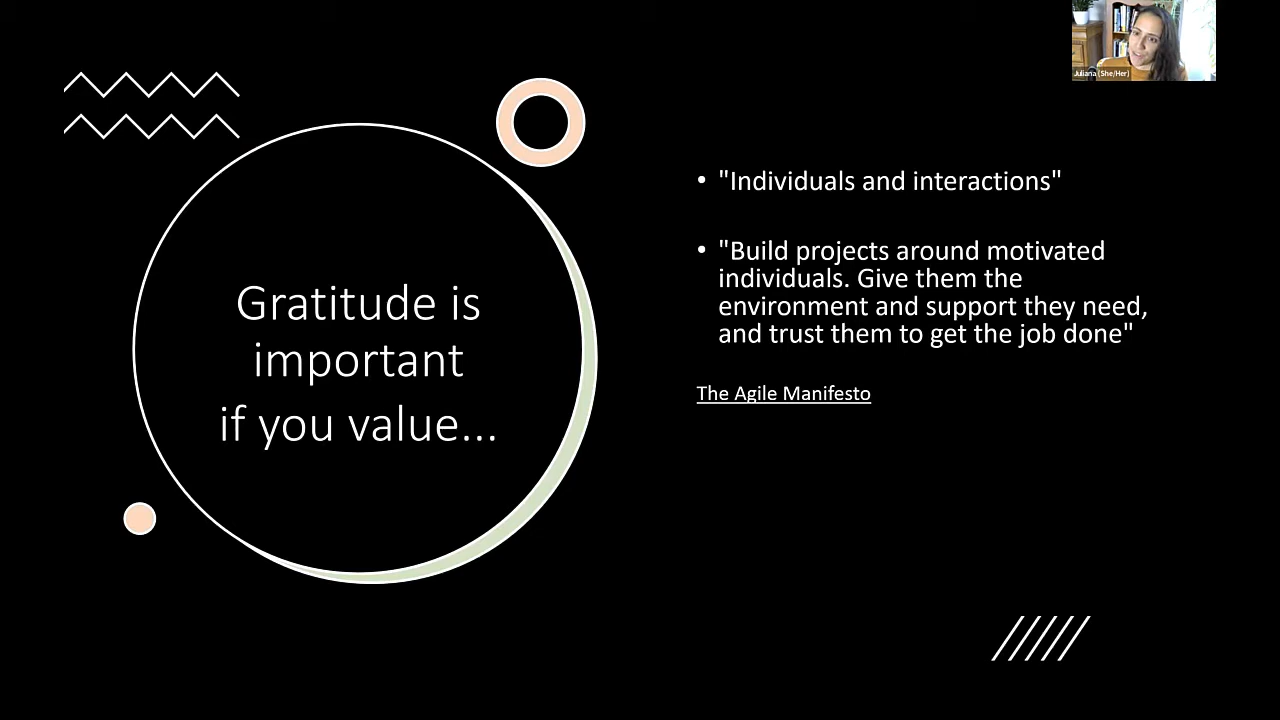 Juliana (She/Her)
Gratitude is
important
if you value...
• "Individuals and interactions"
• "Build projects around motivated
individuals. Give them the
environment and support they need,
and trust them to get the job done"
The Agile Manifesto